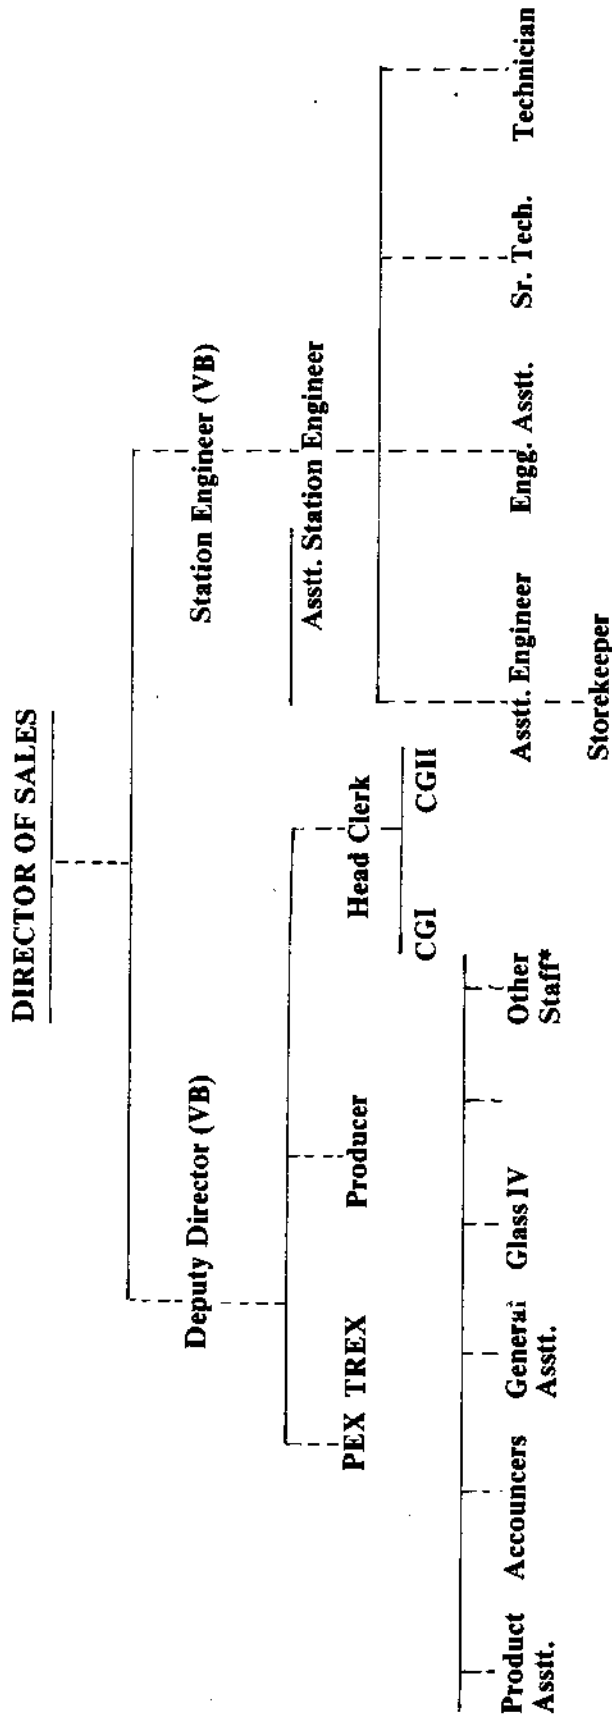 DIRECTOR OF SALES
Deputy Director (VB)
Station Engineer (VB)
PEX TREX
Producer
Head Clerk
Asstt. Station Engineer
CGI
CGII
Product
Asstt.
Accouncers
General
Asstt.
Glass IV
Other
Staff*
Asstt. Engineer
Engg. Asstt.
Sr. Tech.
Technician
Storekeeper